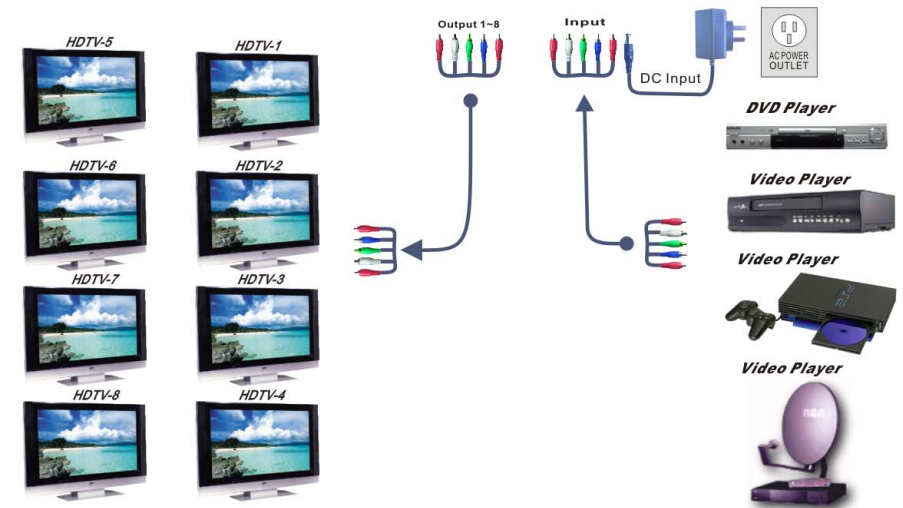 HDTV-5
HDTV-1
HDTV-6
HDTV-2
HDTV-7
HDTV-3
HDTV-8
HDTV-4
Output 1~8
Input
DC Input
AC POWER
OUTLET
DVD Player
Video Player
Video Player
PS2
Video Player
RCA